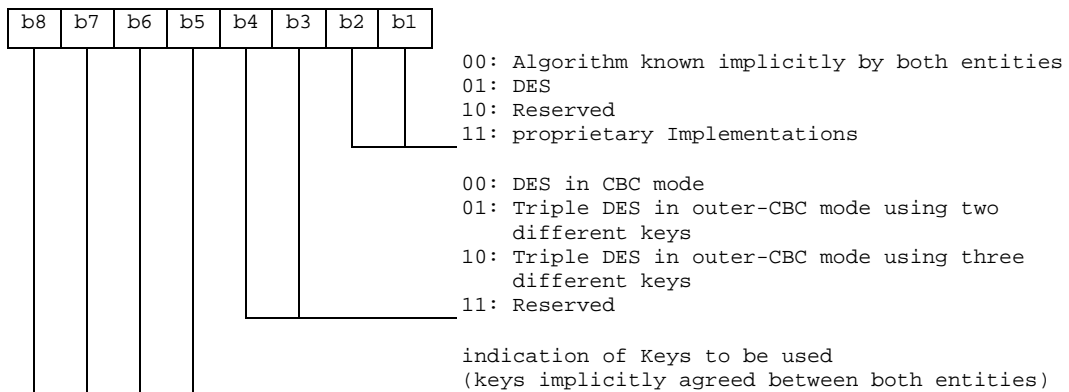 b8 b7 b6 b5 b4 b3 b2 b1
00: Algorithm known implicitly by both entities
01: DES
10: Reserved
11: proprietary Implementations
00: DES in CBC mode
01: Triple DES in outer-CBC mode using two
different keys
10: Triple DES in outer-CBC mode using three
different keys
11: Reserved
indication of Keys to be used
(keys implicitly agreed between both entities)